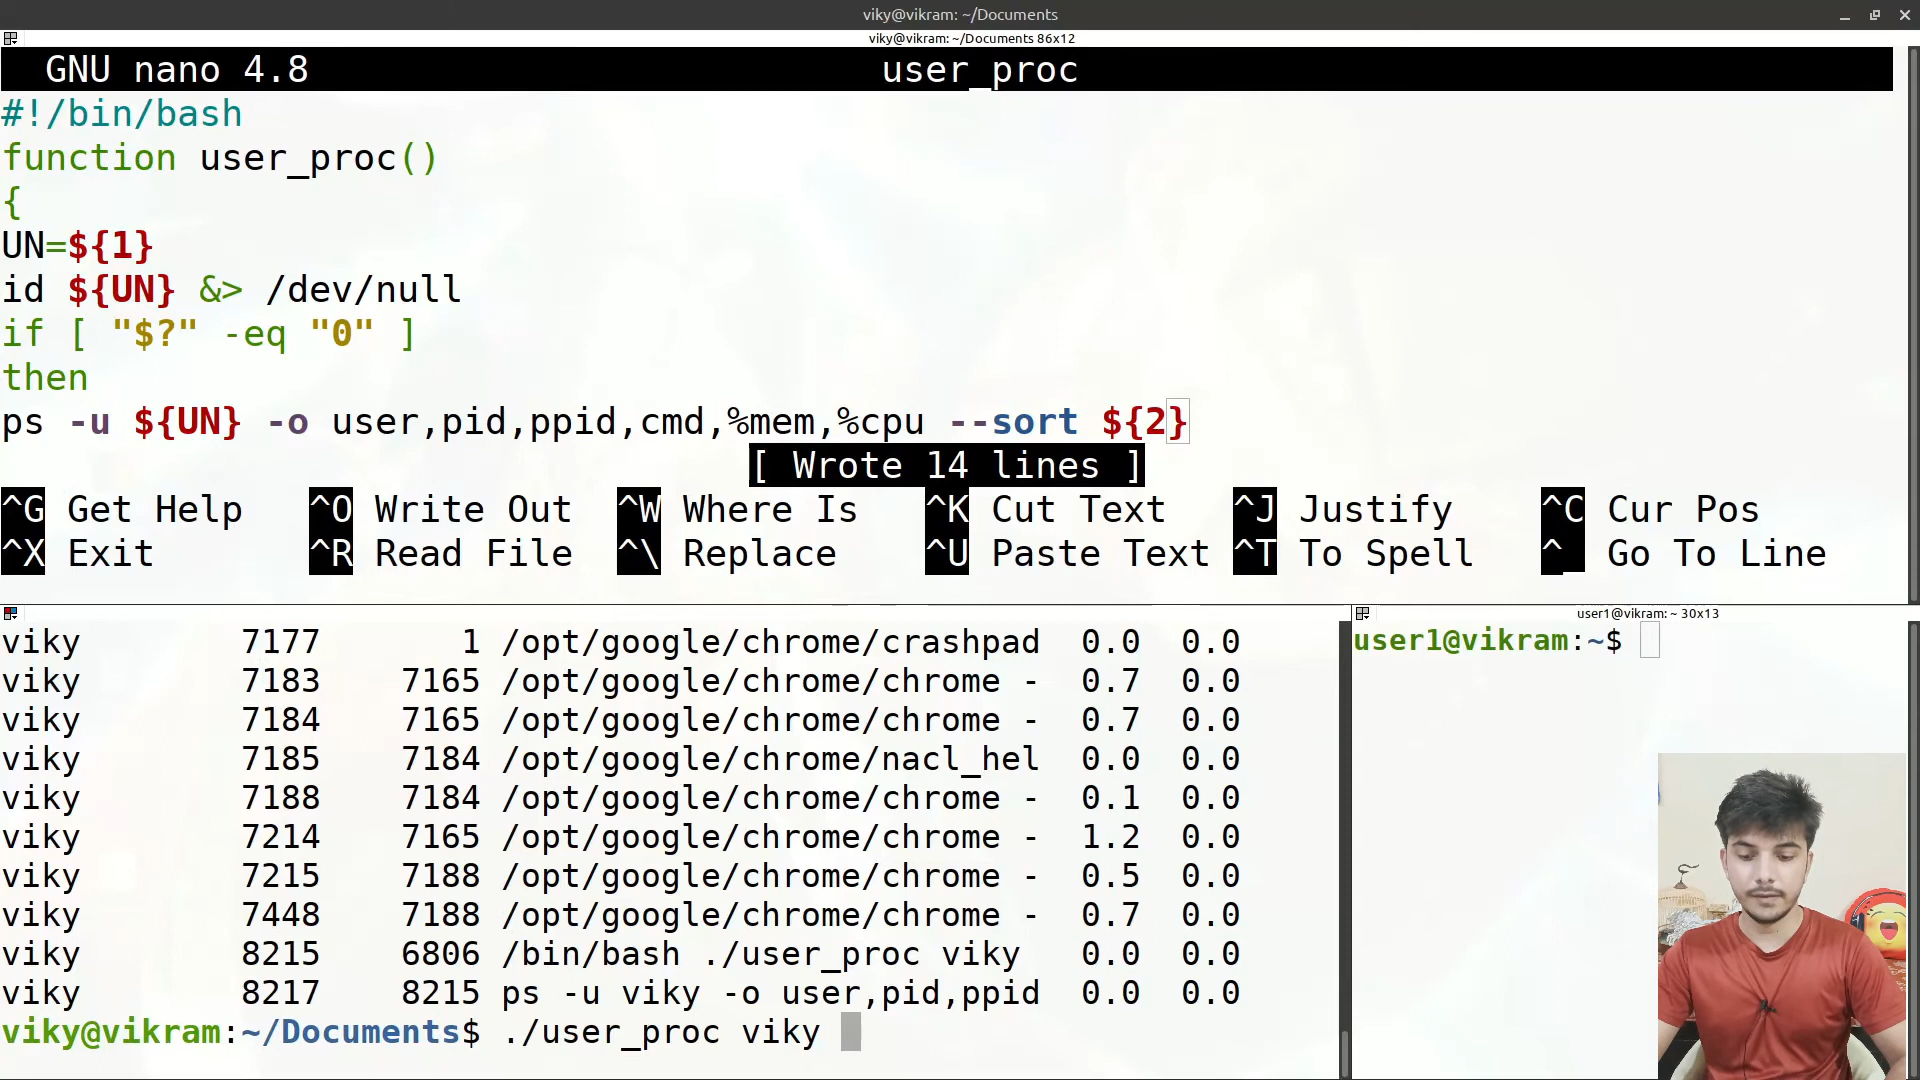 viky@vikram: ~/Documents
viky@vikram: ~/Documents 86x12
GNU nano 4.8 user_proc
#!/bin/bash
function user_proc()
{
UN=${1}
id ${UN} &> /dev/null
if [ "$?" -eq "0" ]
then
ps -u ${UN} -o user,pid,ppid,cmd,%mem,%cpu --sort ${2}
[ Wrote 14 lines ]
^G Get Help ^O Write Out ^W Where Is ^K Cut Text ^J Justify ^C Cur Pos
^X Exit ^R Read File ^\ Replace ^U Paste Text ^T To Spell ^_ Go To Line
viky 7177 1 /opt/google/chrome/crashpad 0.0 0.0
viky 7183 7165 /opt/google/chrome/chrome - 0.7 0.0
viky 7184 7165 /opt/google/chrome/chrome - 0.7 0.0
viky 7185 7184 /opt/google/chrome/nacl_hel 0.0 0.0
viky 7188 7184 /opt/google/chrome/chrome - 0.1 0.0
viky 7214 7165 /opt/google/chrome/chrome - 1.2 0.0
viky 7215 7188 /opt/google/chrome/chrome - 0.5 0.0
viky 7448 7188 /opt/google/chrome/chrome - 0.7 0.0
viky 8215 6806 /bin/bash ./user_proc viky 0.0 0.0
viky 8217 8215 ps -u viky -o user,pid,ppid 0.0 0.0
viky@vikram:~/Documents$ ./user_proc viky
user1@vikram: ~ 30x13
user1@vikram:~$